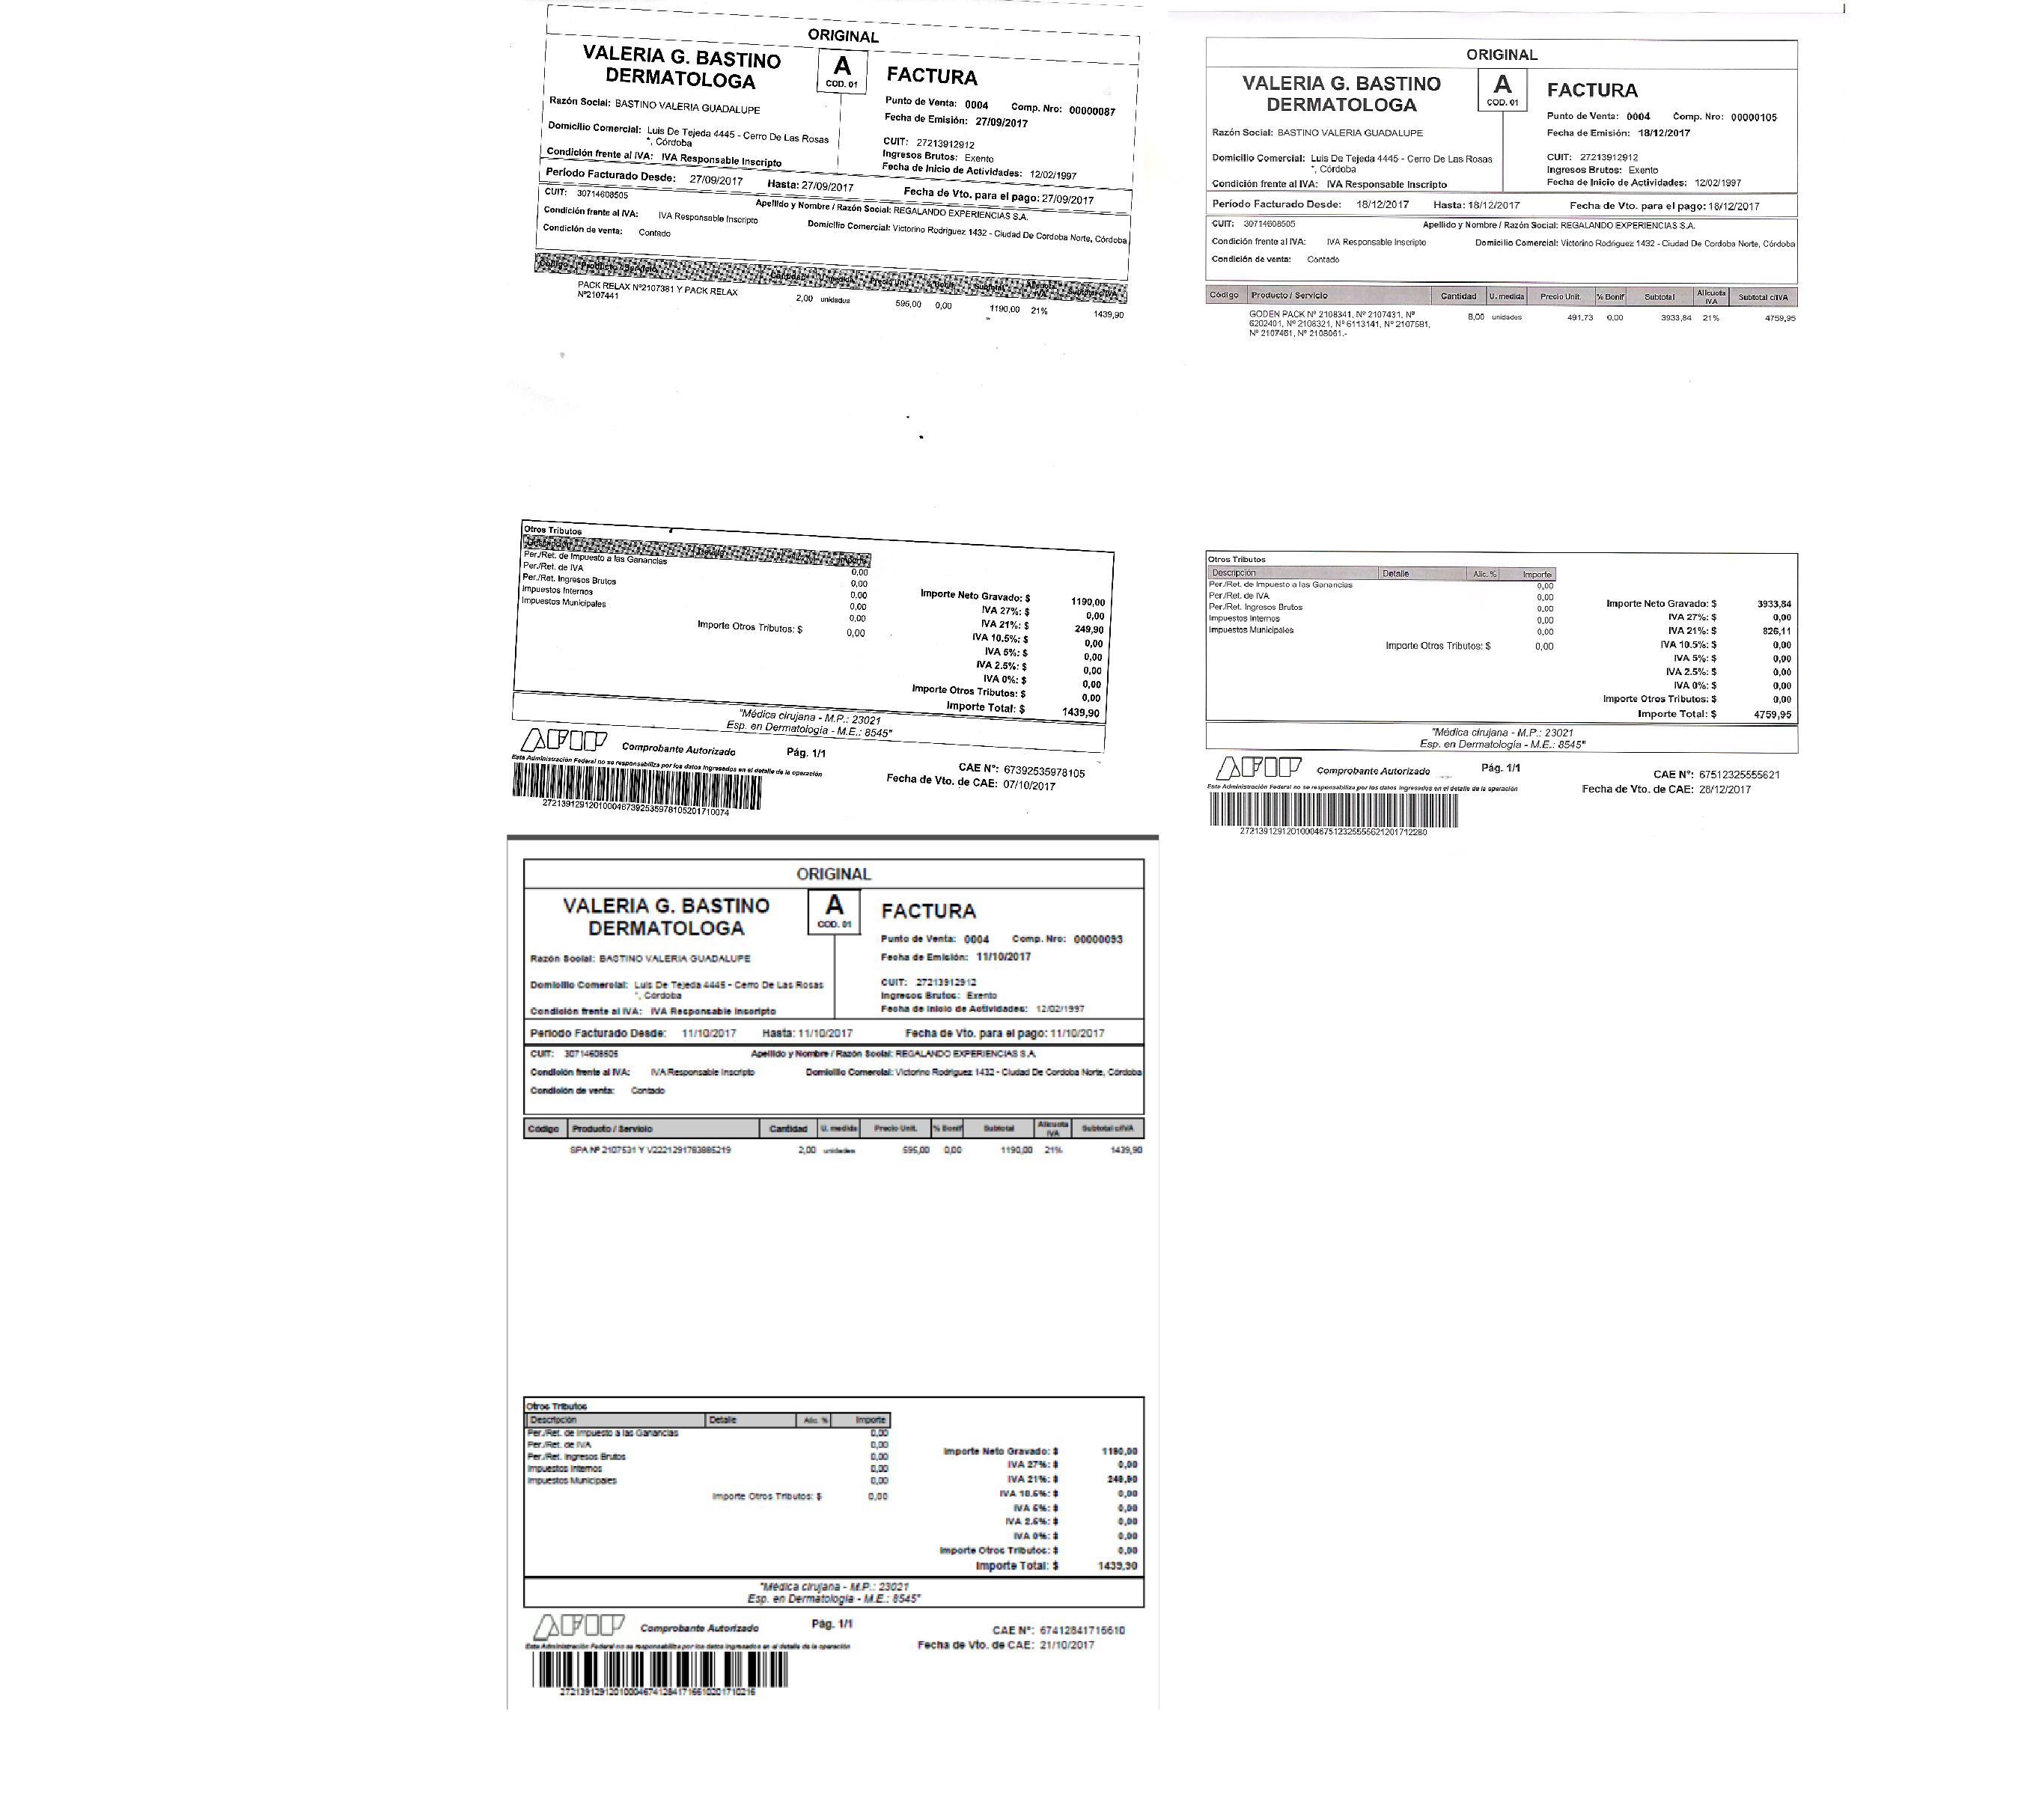 ORIGINAL
VALERIA G. BASTINO
DERMATOLOGA
A
COD. 01
FACTURA
Punto de Venta: 0004 Comp. Nro: 00000087
Fecha de Emisión: 27/09/2017
Razón Social: BASTINO VALERIA GUADALUPE
Domicilio Comercial: Luis De Tejeda 4445 - Cerro De Las Rosas
*, Córdoba
Condición frente al IVA: IVA Responsable Inscripto
CUIT: 27213912912
Ingresos Brutos: Exento
Fecha de Inicio de Actividades: 12/02/1997
Período Facturado Desde: 27/09/2017 Hasta: 27/09/2017 Fecha de Vto. para el pago: 27/09/2017
CUIT: 30714608505 Apellido y Nombre / Razón Social: REGALANDO EXPERIENCIAS S.A.
Condición frente al IVA: IVA Responsable Inscripto Domicilio Comercial: Victorino Rodriguez 1432 - Ciudad De Cordoba Norte, Córdoba
Condición de venta: Contado
Código Producto / Servicio Cantidad U. medida Precio Unit. % Bonif Subtotal Alicuota IVA Subtotal c/IVA
PACK RELAX Nº2107381 Y PACK RELAX 2,00 unidades 595,00 0,00 1190,00 21% 1439,90
Nº2107441
Otros Tributos
Descripción Detalle Importe
Per./Ret. de Impuesto a las Ganancias 0,00
Per./Ret. de IVA 0,00
Per./Ret. Ingresos Brutos 0,00
Impuestos Internos 0,00
Impuestos Municipales 0,00
Importe Otros Tributos: $ 0,00
Importe Neto Gravado: $ 1190,00
IVA 27%: $ 0,00
IVA 21%: $ 249,90
IVA 10.5%: $ 0,00
IVA 5%: $ 0,00
IVA 2.5%: $ 0,00
IVA 0%: $ 0,00
Importe Otros Tributos: $ 0,00
Importe Total: $ 1439,90
"Médica cirujana - M.P.: 23021
Esp. en Dermatología - M.E.: 8545"
AFIP Comprobante Autorizado Pág. 1/1
Esta Administración Federal no se responsabiliza por los datos ingresados en el detalle de la operación
CAE N°: 67392535978105
Fecha de Vto. de CAE: 07/10/2017
2721391291201000467392535978105201710074
ORIGINAL
VALERIA G. BASTINO
DERMATOLOGA
A
COD. 01
FACTURA
Punto de Venta: 0004 Comp. Nro: 00000105
Fecha de Emisión: 18/12/2017
Razón Social: BASTINO VALERIA GUADALUPE
Domicilio Comercial: Luis De Tejeda 4445 - Cerro De Las Rosas
*, Córdoba
Condición frente al IVA: IVA Responsable Inscripto
CUIT: 27213912912
Ingresos Brutos: Exento
Fecha de Inicio de Actividades: 12/02/1997
Período Facturado Desde: 18/12/2017 Hasta: 18/12/2017 Fecha de Vto. para el pago: 18/12/2017
CUIT: 30714608505 Apellido y Nombre / Razón Social: REGALANDO EXPERIENCIAS S.A.
Condición frente al IVA: IVA Responsable Inscripto Domicilio Comercial: Victorino Rodriguez 1432 - Ciudad De Cordoba Norte, Córdoba
Condición de venta: Contado
Código Producto / Servicio Cantidad U. medida Precio Unit. % Bonif Subtotal Alicuota IVA Subtotal c/IVA
GODEN PACK Nº 2108341, Nº 2107431, Nº 8,00 unidades 491,73 0,00 3933,84 21% 4759,95
6202401, Nº 2108321, Nº 6113141, Nº 2107581,
Nº 2107461, Nº 2108061.-
Otros Tributos
Descripción Detalle Alic. % Importe
Per./Ret. de Impuesto a las Ganancias 0,00
Per./Ret. de IVA 0,00
Per./Ret. Ingresos Brutos 0,00
Impuestos Internos 0,00
Impuestos Municipales 0,00
Importe Otros Tributos: $ 0,00
Importe Neto Gravado: $ 3933,84
IVA 27%: $ 0,00
IVA 21%: $ 826,11
IVA 10.5%: $ 0,00
IVA 5%: $ 0,00
IVA 2.5%: $ 0,00
IVA 0%: $ 0,00
Importe Otros Tributos: $ 0,00
Importe Total: $ 4759,95
"Médica cirujana - M.P.: 23021
Esp. en Dermatología - M.E.: 8545"
AFIP Comprobante Autorizado Pág. 1/1
Esta Administración Federal no se responsabiliza por los datos ingresados en el detalle de la operación
CAE N°: 67512325555621
Fecha de Vto. de CAE: 28/12/2017
2721391291201000467512325555621201712280
ORIGINAL
VALERIA G. BASTINO
DERMATOLOGA
A
COD. 01
FACTURA
Punto de Venta: 0004 Comp. Nro: 00000093
Fecha de Emisión: 11/10/2017
Razón Social: BASTINO VALERIA GUADALUPE
Domicilio Comercial: Luis De Tejeda 4445 - Cerro De Las Rosas
*, Córdoba
Condición frente al IVA: IVA Responsable Inscripto
CUIT: 27213912912
Ingresos Brutos: Exento
Fecha de Inicio de Actividades: 12/02/1997
Período Facturado Desde: 11/10/2017 Hasta: 11/10/2017 Fecha de Vto. para el pago: 11/10/2017
CUIT: 30714608505 Apellido y Nombre / Razón Social: REGALANDO EXPERIENCIAS S.A.
Condición frente al IVA: IVA Responsable Inscripto Domicilio Comercial: Victorino Rodriguez 1432 - Ciudad De Cordoba Norte, Córdoba
Condición de venta: Contado
Código Producto / Servicio Cantidad U. medida Precio Unit. % Bonif Subtotal Alicuota IVA Subtotal c/IVA
SPA Nº 2107531 Y V2221291783885219 2,00 unidades 595,00 0,00 1190,00 21% 1439,90
Otros Tributos
Descripción Detalle Alic. % Importe
Per./Ret. de Impuesto a las Ganancias 0,00
Per./Ret. de IVA 0,00
Per./Ret. Ingresos Brutos 0,00
Impuestos Internos 0,00
Impuestos Municipales 0,00
Importe Otros Tributos: $ 0,00
Importe Neto Gravado: $ 1190,00
IVA 27%: $ 0,00
IVA 21%: $ 249,90
IVA 10.5%: $ 0,00
IVA 5%: $ 0,00
IVA 2.5%: $ 0,00
IVA 0%: $ 0,00
Importe Otros Tributos: $ 0,00
Importe Total: $ 1439,90
"Médica cirujana - M.P.: 23021
Esp. en Dermatología - M.E.: 8545"
AFIP Comprobante Autorizado Pág. 1/1
Esta Administración Federal no se responsabiliza por los datos ingresados en el detalle de la operación
CAE N°: 67412841716610
Fecha de Vto. de CAE: 21/10/2017
2721391291201000467412841716610201710216